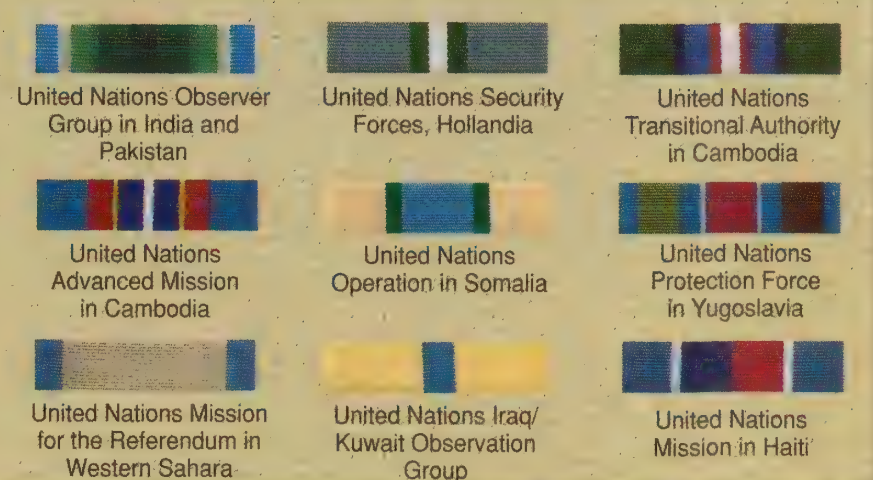 United Nations Observer
Group in India and
Pakistan
United Nations Security
Forces, Hollandia
United Nations
Transitional Authority
in Cambodia
United Nations
Advanced Mission
in Cambodia
United Nations
Operation in Somalia
United Nations
Protection Force
in Yugoslavia
United Nations Mission
for the Referendum in
Western Sahara
United Nations Iraq/
Kuwait Observation
Group
United Nations
Mission in Haiti